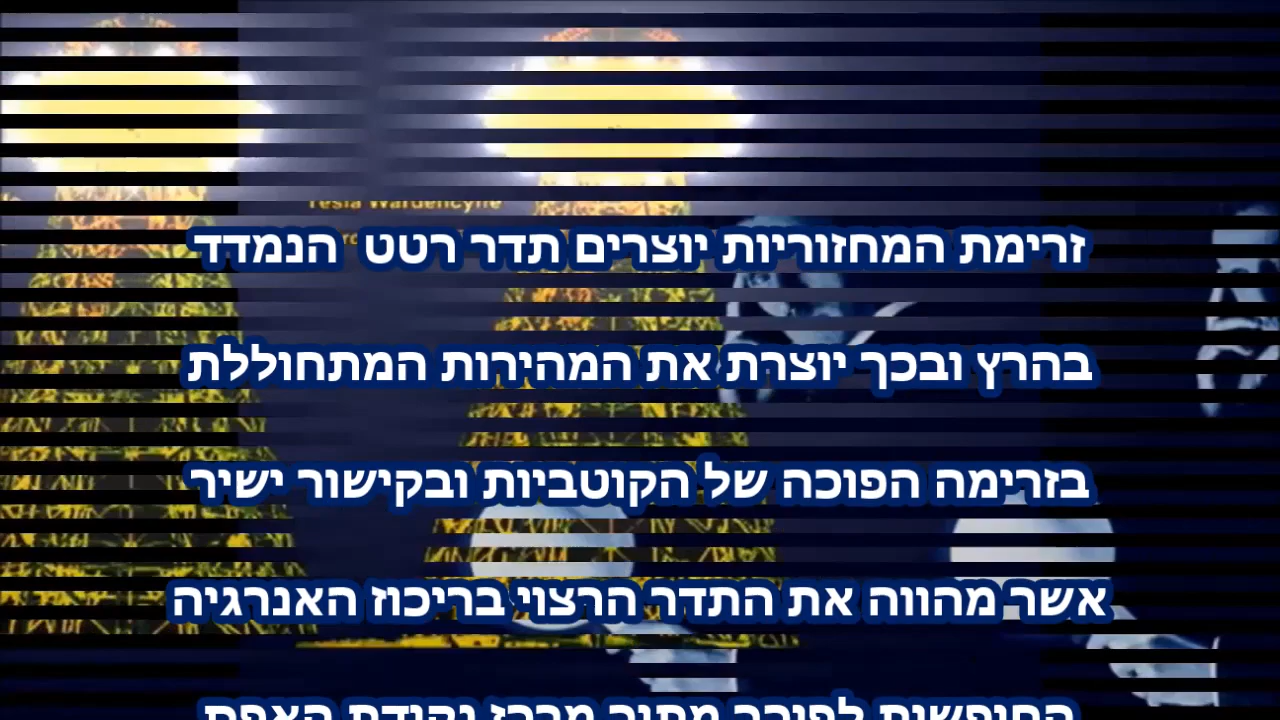 Tesla Wardenclyffe
זרימת המחזוריות יוצרים תדר רטט הנמדד
בהרץ ובכך יוצרת את המהירות המתחוללת
בזרימה הפוכה של הקוטביות ובקישור ישיר
אשר מהווה את התדר הרצוי בריכוז האנרגיה